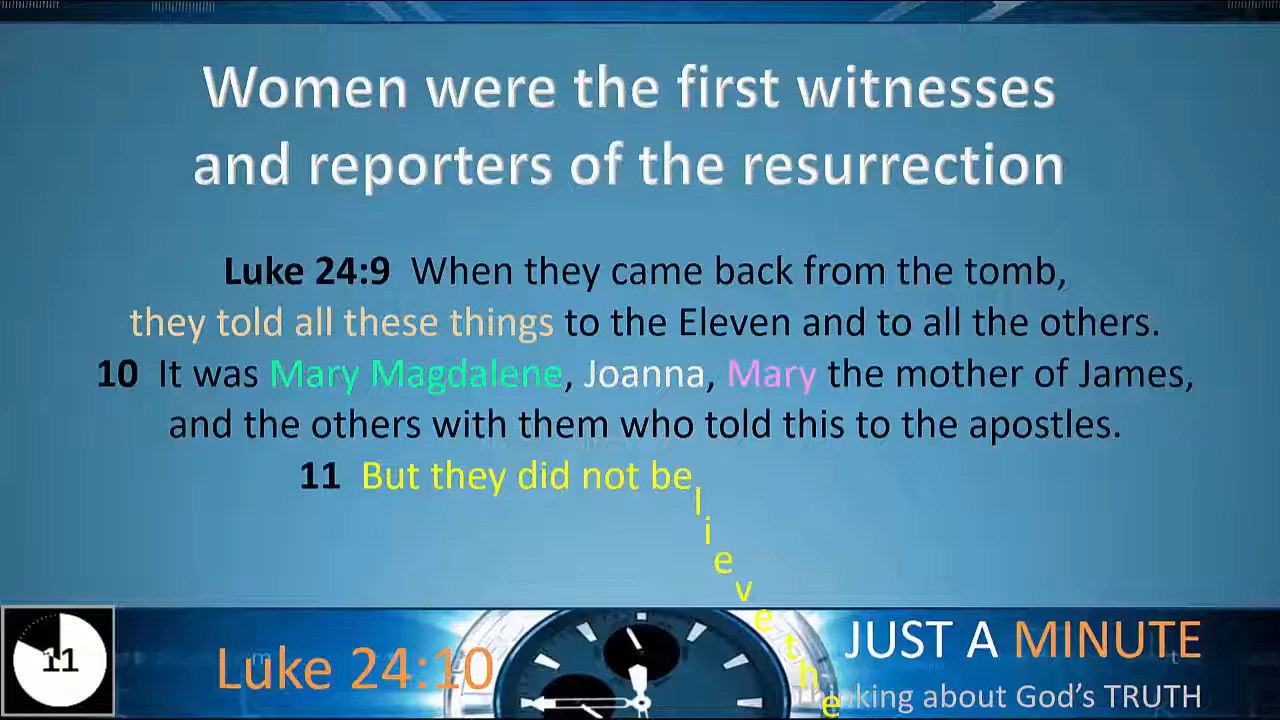 Women were the first witnesses
and reporters of the resurrection
Luke 24:9 When they came back from the tomb,
they told all these things to the Eleven and to all the others.
10 It was Mary Magdalene, Joanna, Mary the mother of James,
and the others with them who told this to the apostles.
11 But they did not believe the
11
Luke 24:10
JUST A MINUTE
Thinking about God's TRUTH